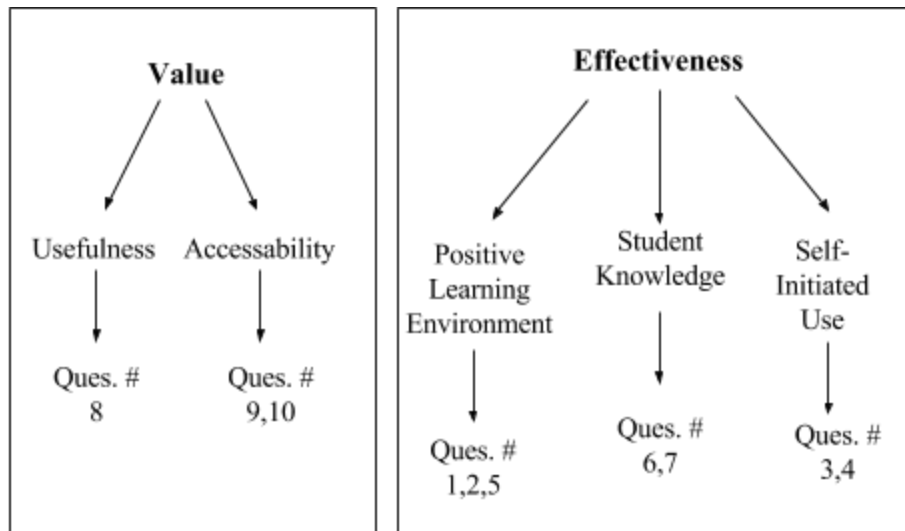 Value
Usefulness
Accessability
Ques. #
8
Ques. #
9,10
Effectiveness
Positive
Learning
Environment
Student
Knowledge
Self-
Initiated
Use
Ques. #
1,2,5
Ques. #
6,7
Ques. #
3,4